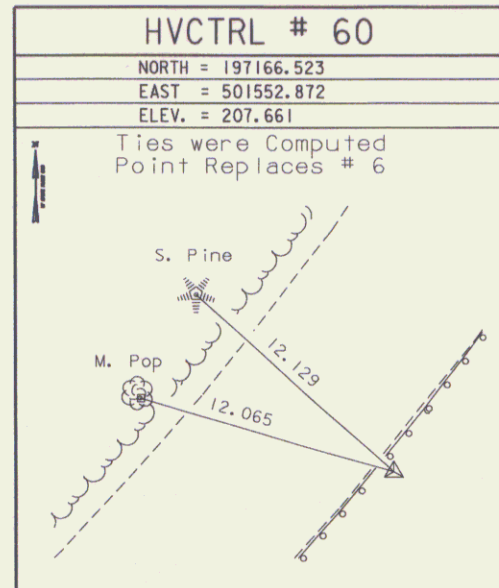 HVCTRL # 60
NORTH = 197166.523
EAST = 501552.872
ELEV. = 207.661
Ties were Computed
Point Replaces # 6
S. Pine
12.129
M. Pop
12.065